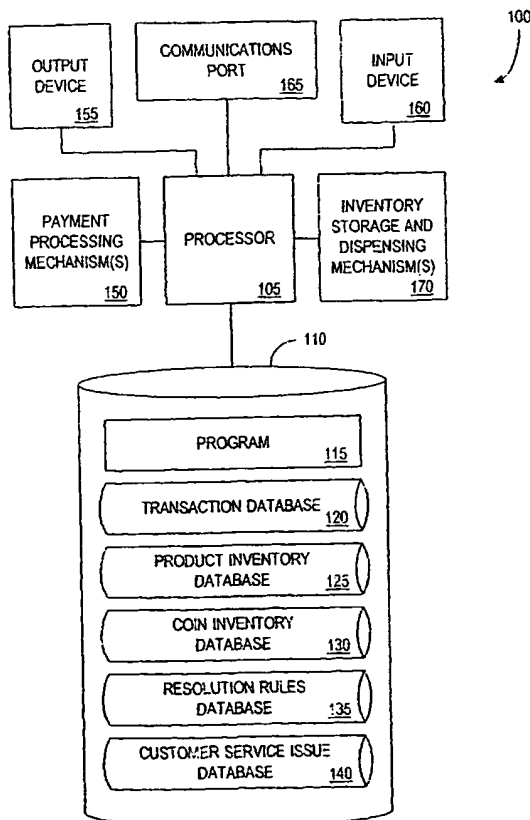 100
OUTPUT
DEVICE
155
COMMUNICATIONS
PORT
165
INPUT
DEVICE
160
PAYMENT
PROCESSING
MECHANISM(S)
150
PROCESSOR
105
INVENTORY
STORAGE AND
DISPENSING
MECHANISM(S)
170
110
PROGRAM
115
TRANSACTION DATABASE
120
PRODUCT INVENTORY
DATABASE
125
COIN INVENTORY
DATABASE
130
RESOLUTION RULES
DATABASE
135
CUSTOMER SERVICE ISSUE
DATABASE
140